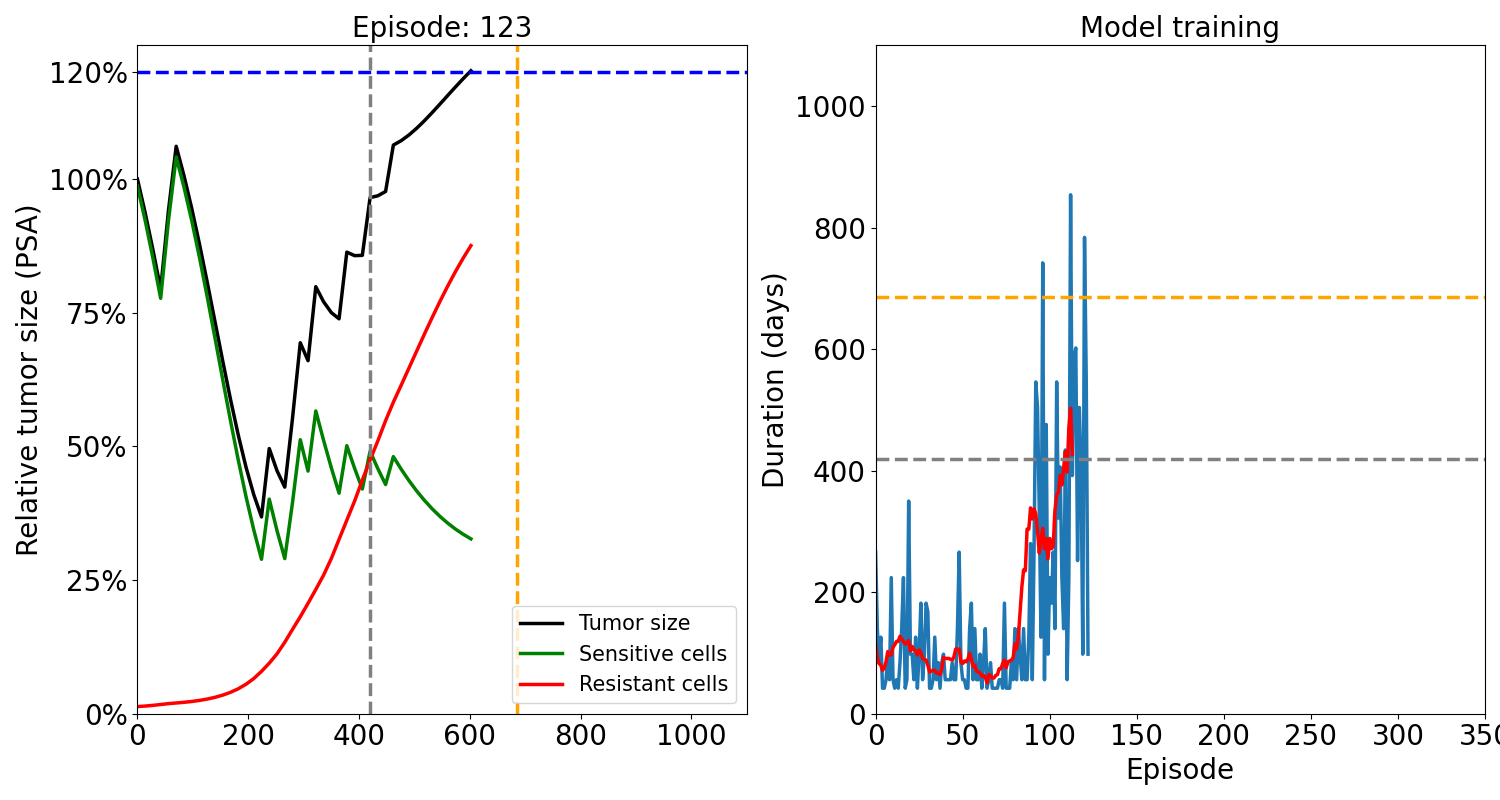 Episode: 123
Relative tumor size (PSA)
120%
100%
75%
50%
25%
0%
0 200 400 600 800 1000
Tumor size
Sensitive cells
Resistant cells
Model training
Duration (days)
1000
800
600
400
200
0
0 50 100 150 200 250 300 350
Episode